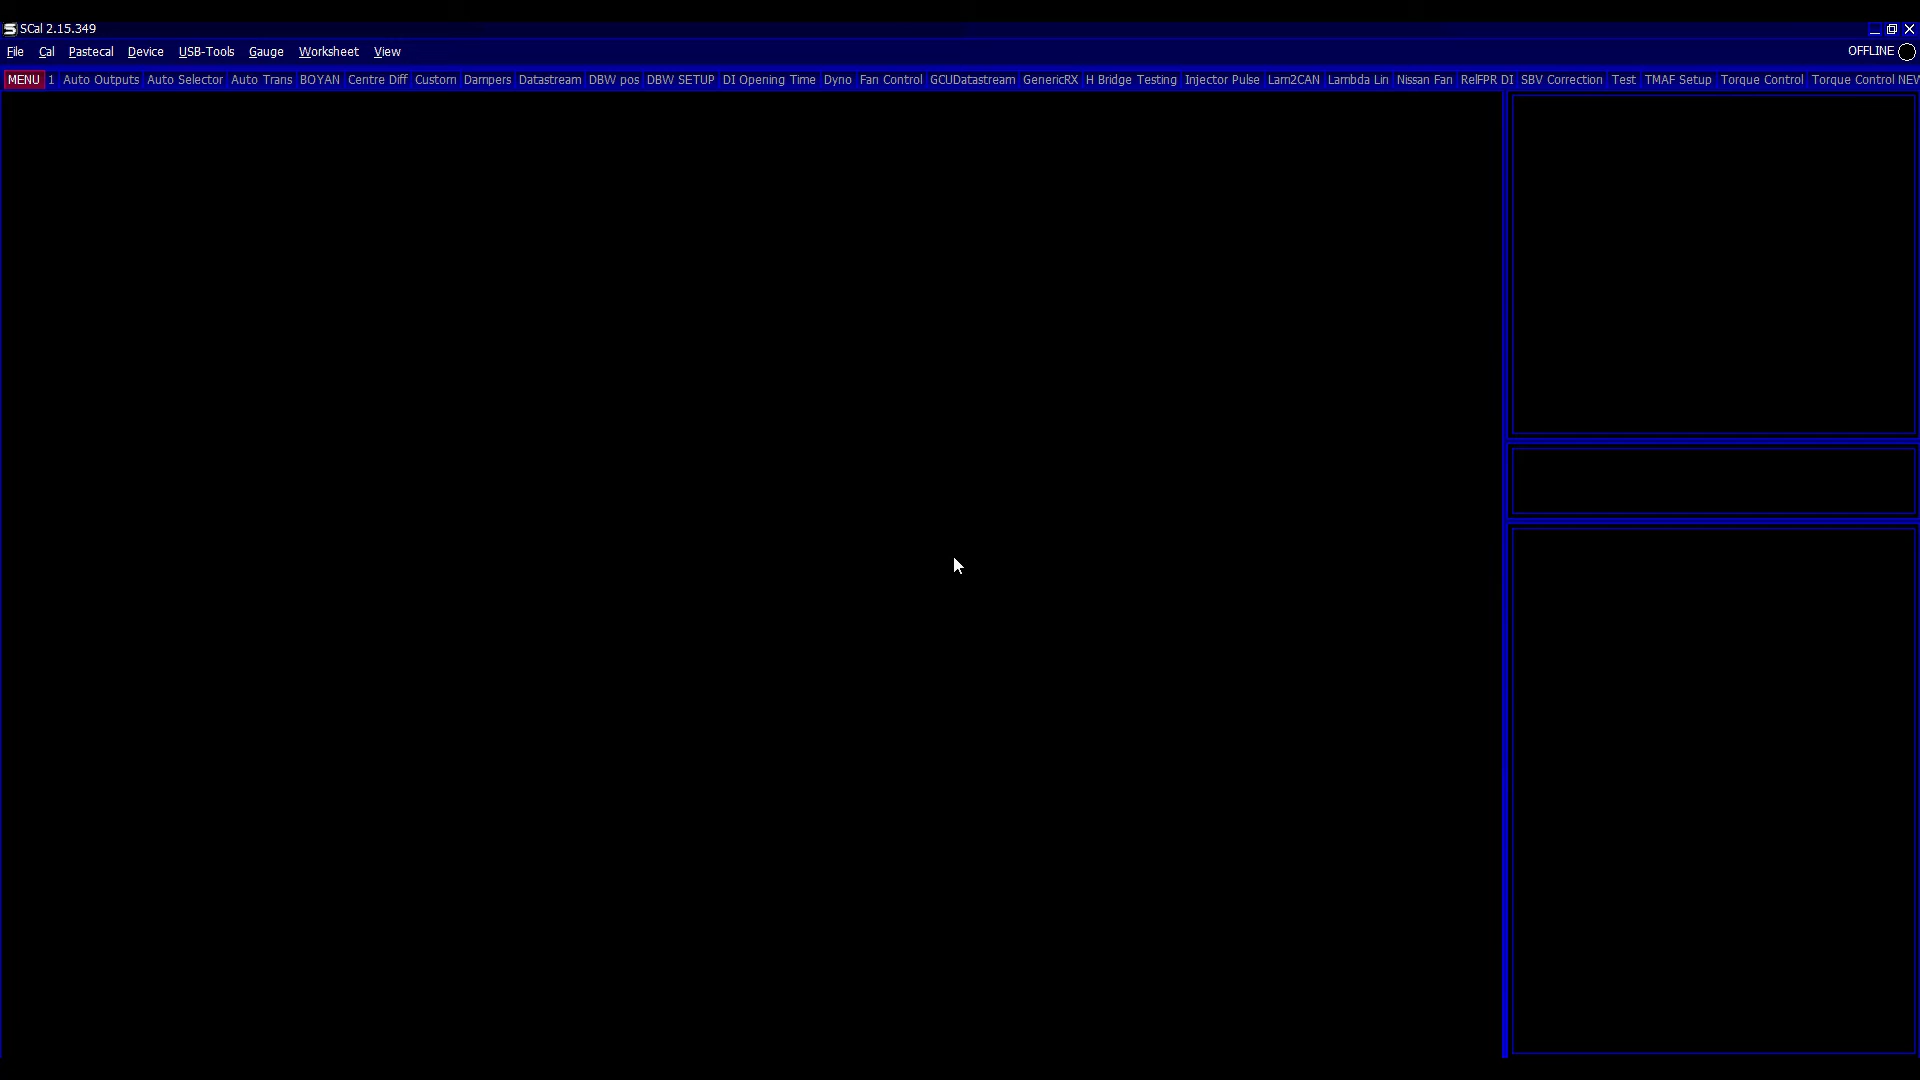 SCal 2.15.349
File Cal Pastecal Device USB-Tools Gauge Worksheet View OFFLINE
MENU 1 Auto Outputs Auto Selector Auto Trans BOYAN Centre Diff Custom Dampers Datastream DBW pos DBW SETUP DI Opening Time Dyno Fan Control GCUDatastream GenericRX H Bridge Testing Injector Pulse Lam2CAN Lambda Lin Nissan Fan RelFPR DI SBV Correction Test TMAF Setup Torque Control Torque Control NEW